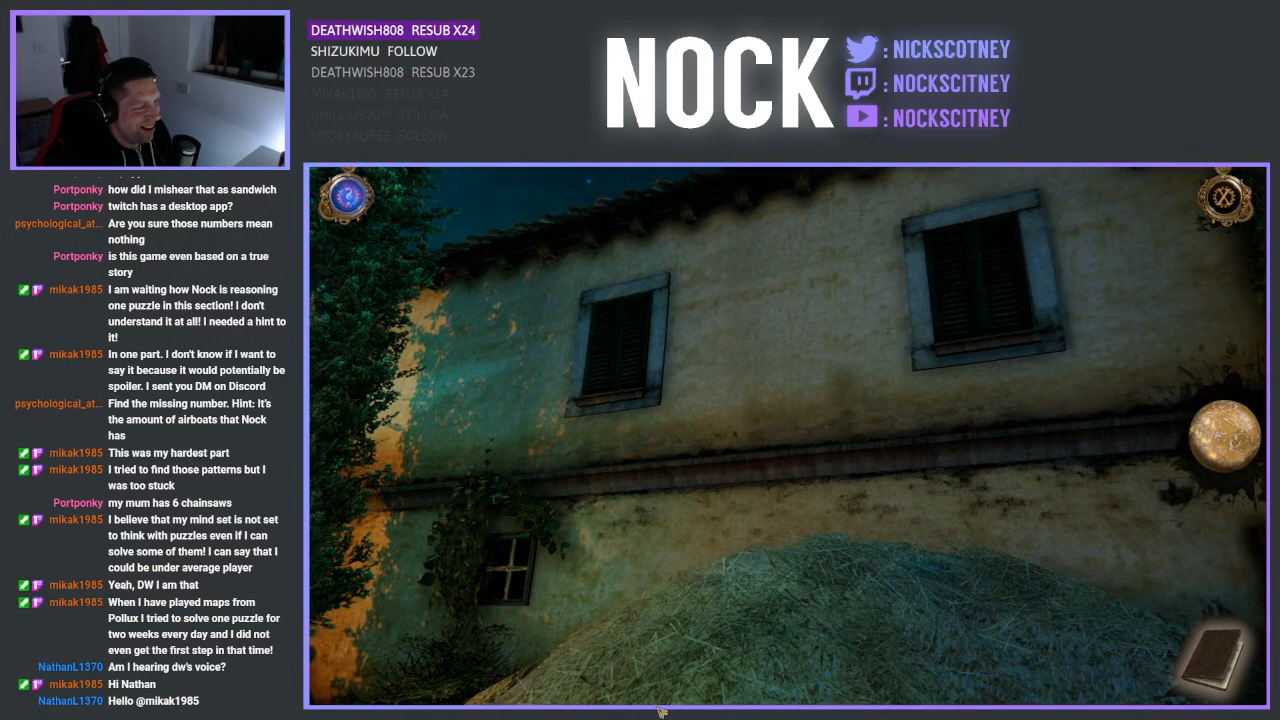 DEATHWISH808 RESUB X24
SHIZUKIMU FOLLOW
DEATHWISH808 RESUB X23
MIKAK1985 RESUB X14
NOCK
: NICKSCOTNEY
: NOCKSCITNEY
: NOCKSCITNEY
Portponky how did I mishear that as sandwich
Portponky twitch has a desktop app?
psychological_at... Are you sure those numbers mean
nothing
Portponky is this game even based on a true
story
mikak1985 I am waiting how Nock is reasoning
one puzzle in this section! I don't
understand it at all! I needed a hint to
it!
mikak1985 In one part. I don't know if I want to
say it because it would potentially be
spoiler. I sent you DM on Discord
psychological_at... Find the missing number. Hint: It's
the amount of airboats that Nock
has
mikak1985 This was my hardest part
mikak1985 I tried to find those patterns but I
was too stuck
Portponky my mum has 6 chainsaws
mikak1985 I believe that my mind set is not set
to think with puzzles even if I can
solve some of them! I can say that I
could be under average player
mikak1985 Yeah, DW I am that
mikak1985 When I have played maps from
Pollux I tried to solve one puzzle for
two weeks every day and I did not
even get the first step in that time!
NathanL1370 Am I hearing dw's voice?
mikak1985 Hi Nathan
NathanL1370 Hello @mikak1985